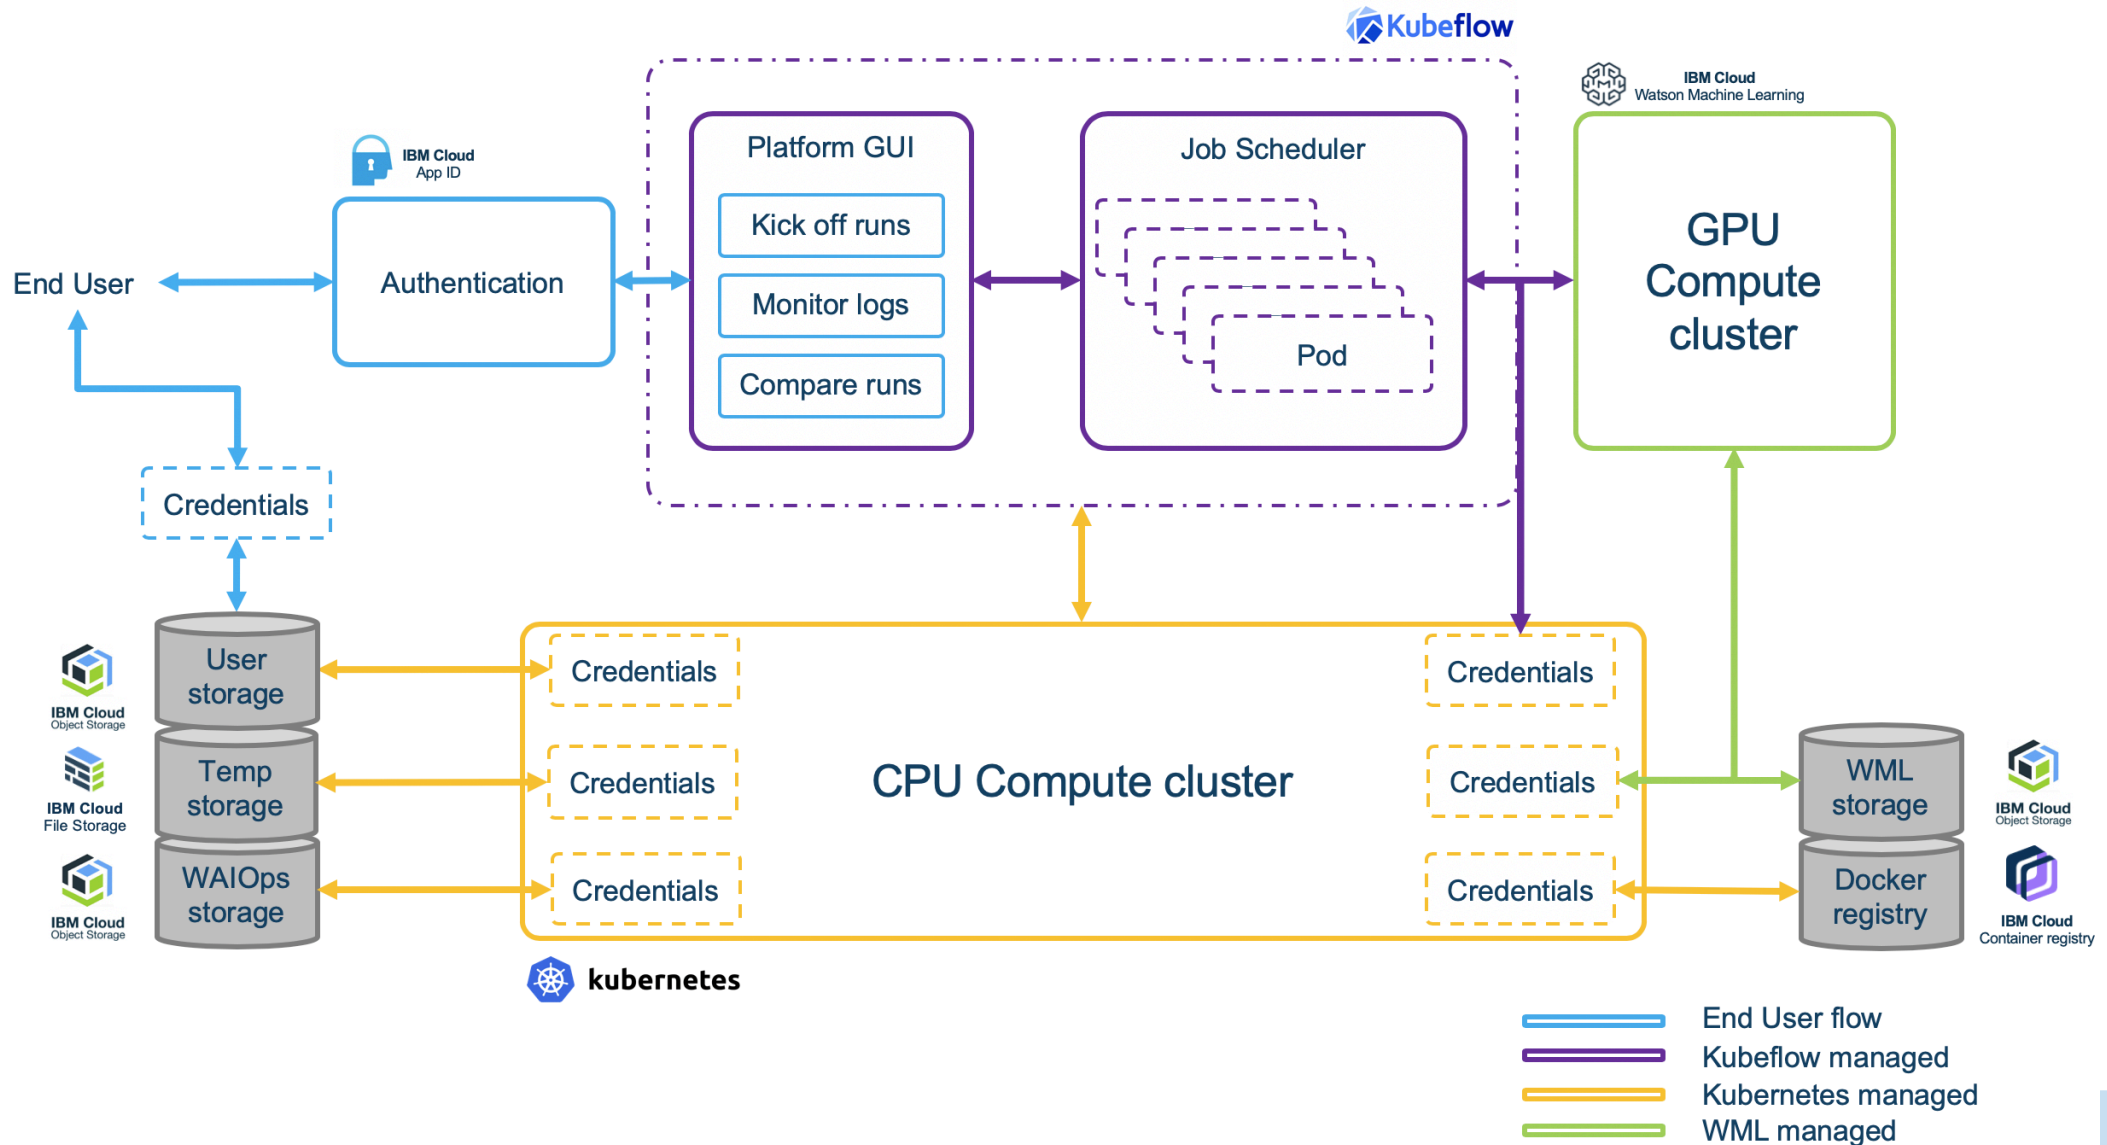 Kubeflow
IBM Cloud
Watson Machine Learning
IBM Cloud
App ID
Platform GUI
Job Scheduler
Kick off runs
Monitor logs
Compare runs
Pod
GPU
Compute
cluster
End User
Authentication
Credentials
User
storage
IBM Cloud
Object Storage
Temp
storage
IBM Cloud
File Storage
WAIOps
storage
IBM Cloud
Object Storage
Credentials
Credentials
Credentials
CPU Compute cluster
Credentials
Credentials
Credentials
WML
storage
IBM Cloud
Object Storage
Docker
registry
IBM Cloud
Container registry
kubernetes
End User flow
Kubeflow managed
Kubernetes managed
WML managed